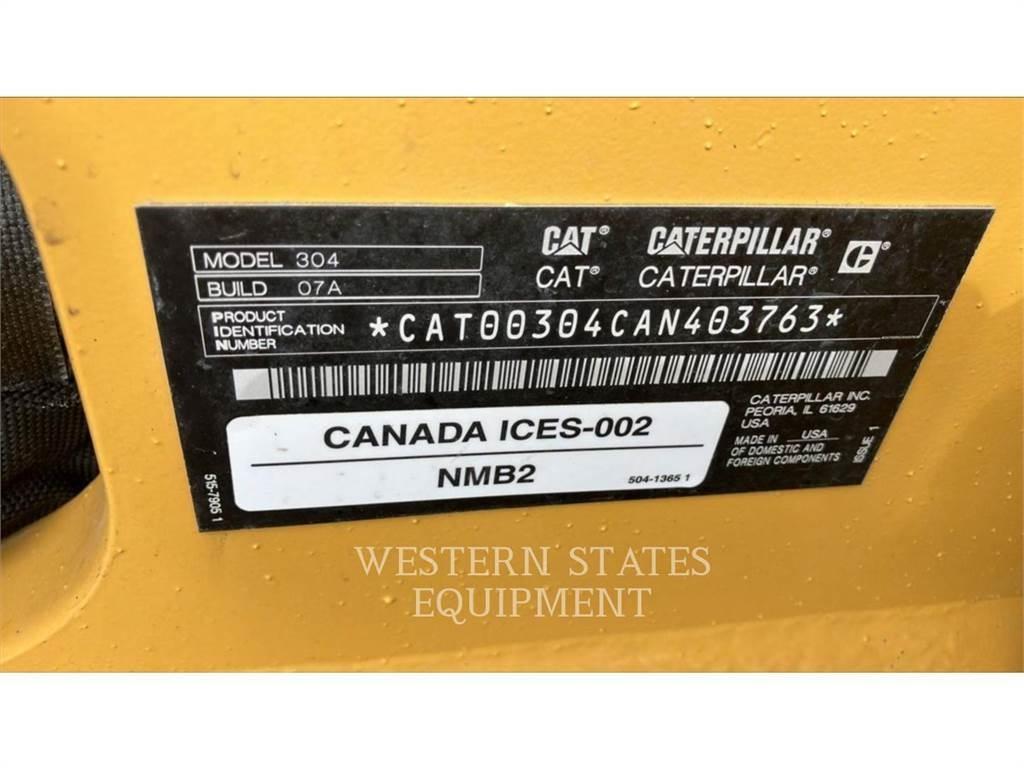 MODEL 304
BUILD 07A
CAT® CATERPILLAR® C
CAT® CATERPILLAR®
PRODUCT
IDENTIFICATION
NUMBER
*CAT00304CAN403763*
CATERPILLAR INC.
PEORIA, IL 61629
USA
MADE IN USA
OF DOMESTIC AND
FOREIGN COMPONENTS
ISSUE 1
CANADA ICES-002
NMB2
504-1365 1
515-7905 1
WESTERN STATES
EQUIPMENT